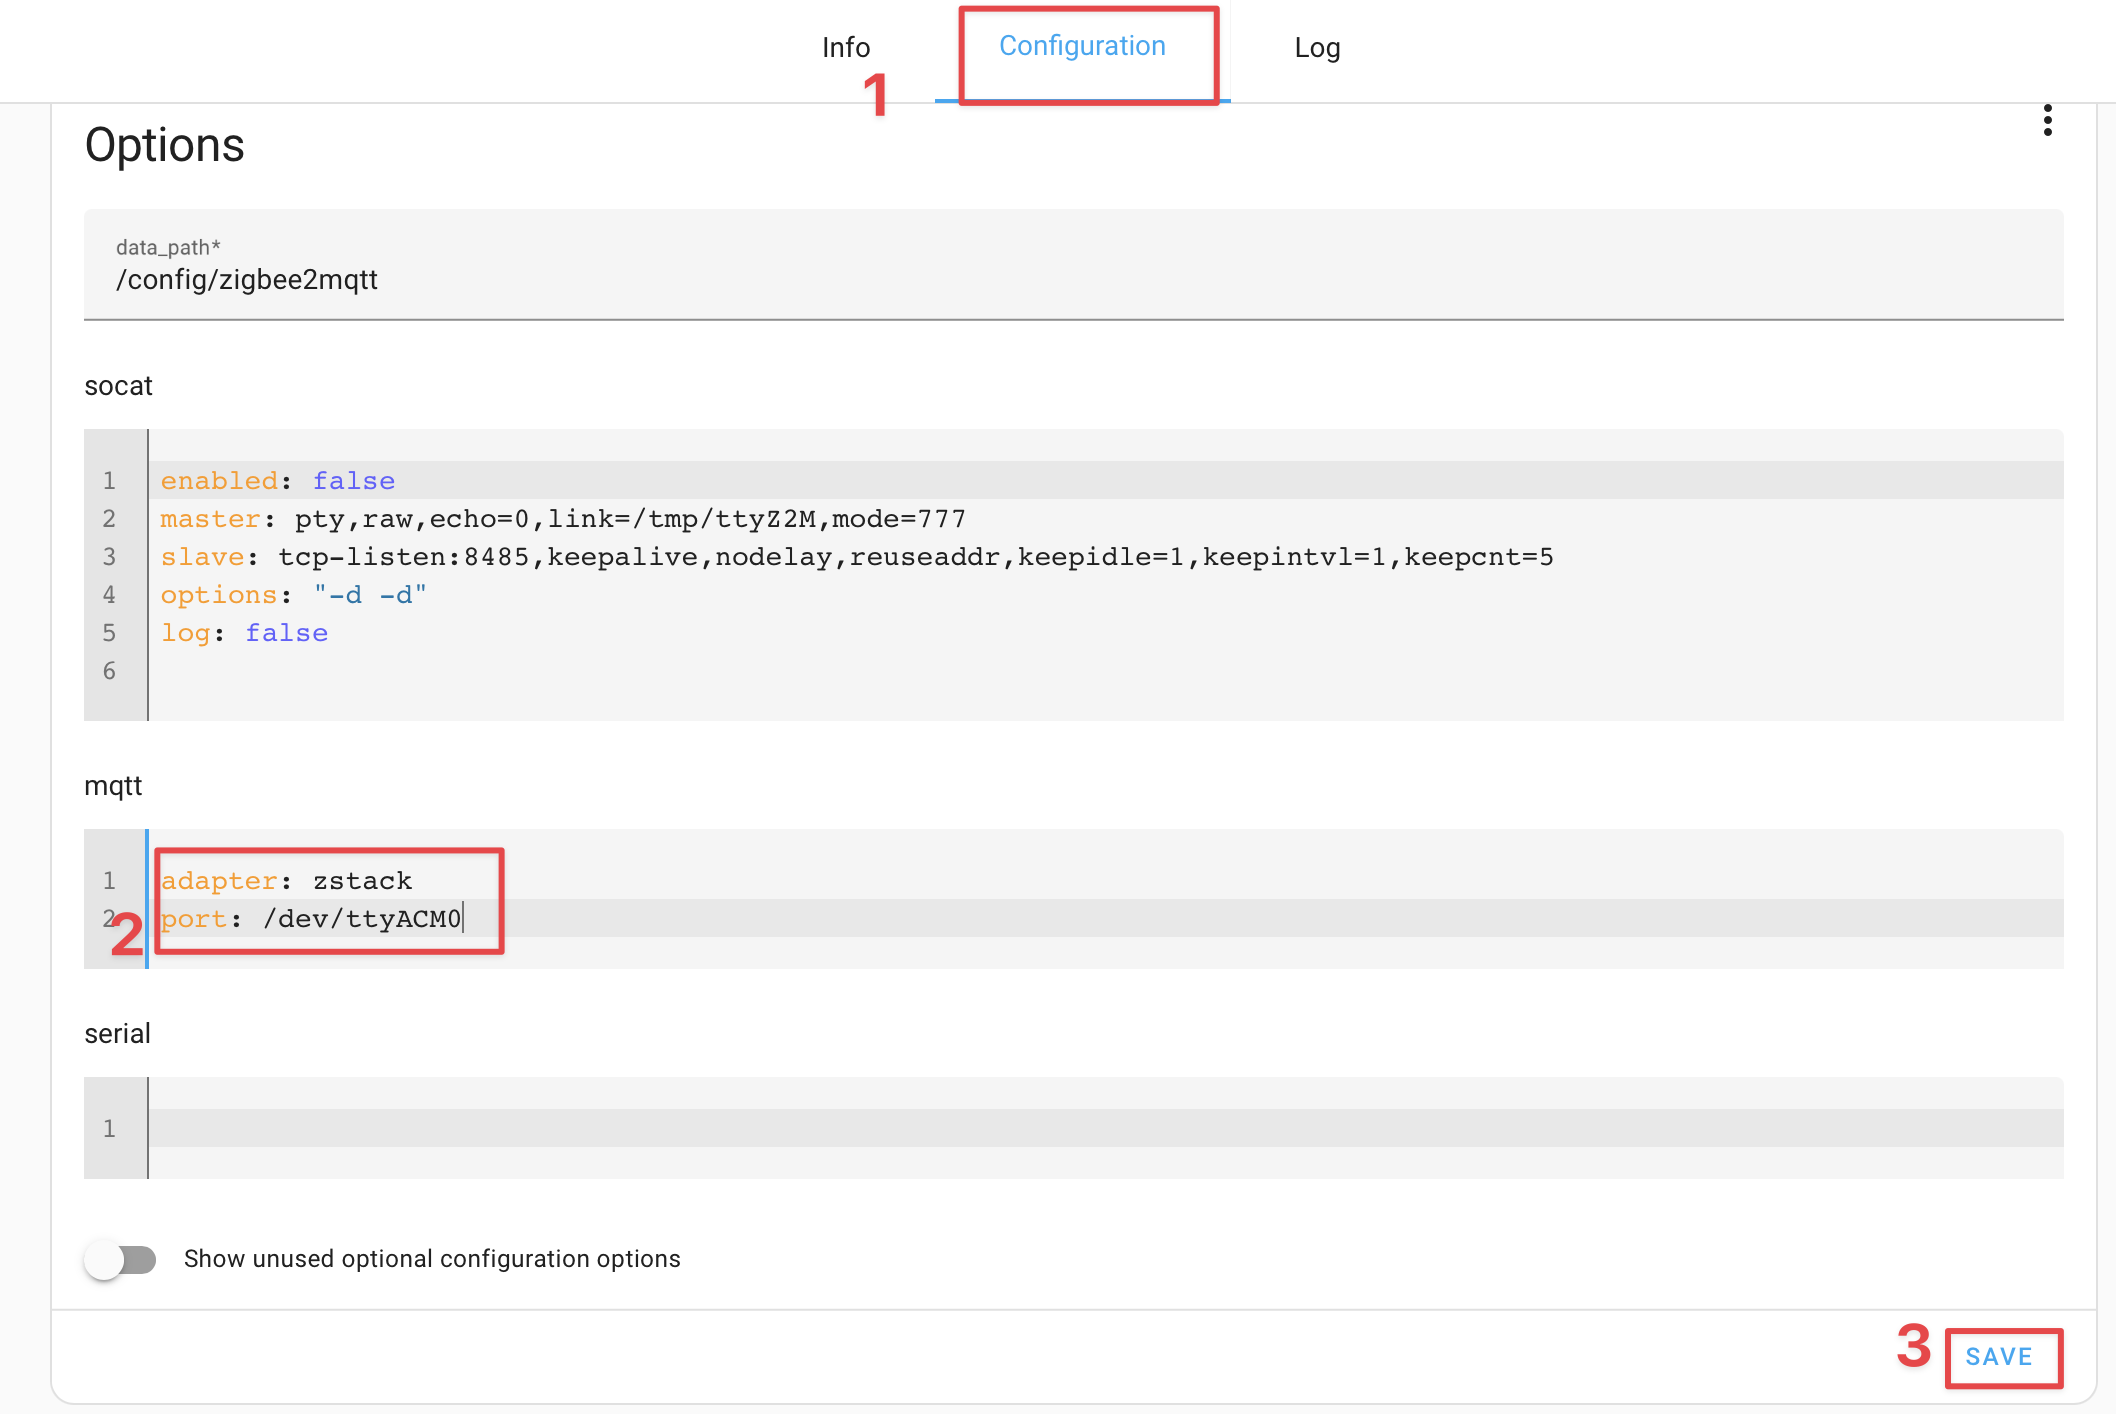 Info
Configuration
Log
1
Options
data_path*
/config/zigbee2mqtt
socat
1 enabled: false
2 master: pty,raw,echo=0,link=/tmp/ttyZ2M,mode=777
3 slave: tcp-listen:8485,keepalive,nodelay,reuseaddr,keepidle=1,keepintvl=1,keepcnt=5
4 options: "-d -d"
5 log: false
6
mqtt
1 adapter: zstack
2 port: /dev/ttyACM0
2
serial
1
Show unused optional configuration options
3
SAVE